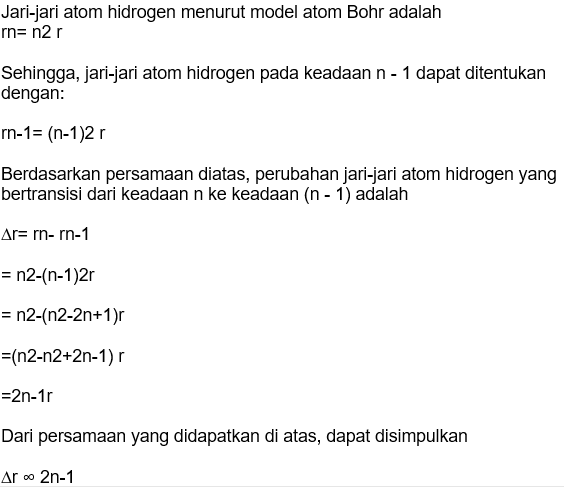 Jari-jari atom hidrogen menurut model atom Bohr adalah
rn= n2 r
Sehingga, jari-jari atom hidrogen pada keadaan n - 1 dapat ditentukan
dengan:
rn-1= (n-1)2 r
Berdasarkan persamaan diatas, perubahan jari-jari atom hidrogen yang
bertransisi dari keadaan n ke keadaan (n - 1) adalah
∆r= rn- rn-1
= n2-(n-1)2r
= n2-(n2-2n+1)r
=(n2-n2+2n-1) r
=2n-1r
Dari persamaan yang didapatkan di atas, dapat disimpulkan
∆r ∞ 2n-1